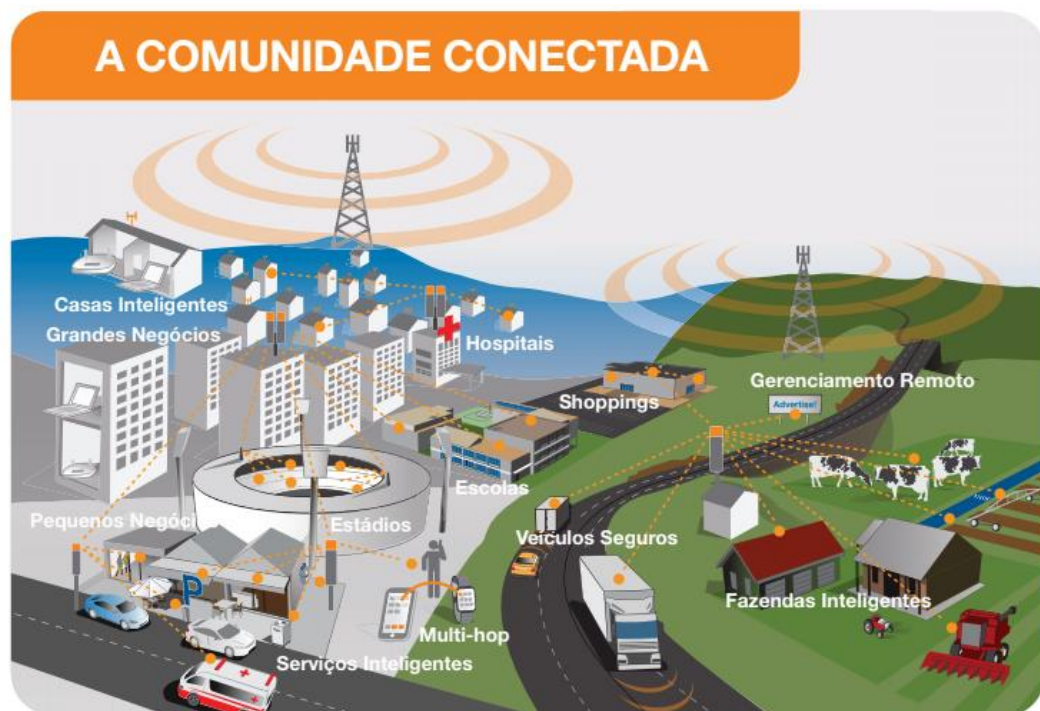 A COMUNIDADE CONECTADA
Casas Inteligentes
Grandes Negócios
Hospitais
Shoppings
Gerenciamento Remoto
Advertise!
Escolas
Pequenos Negócios
Estádios
Veículos Seguros
P
Fazendas Inteligentes
Multi-hop
Serviços Inteligentes